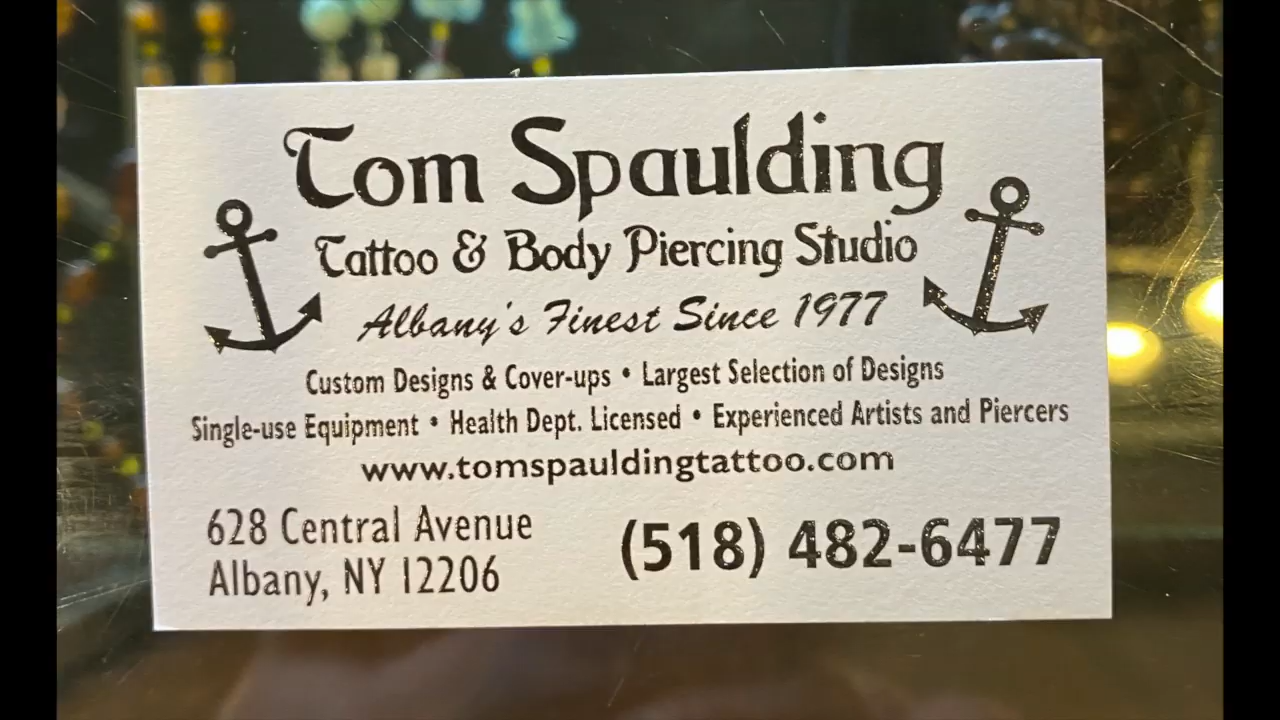 Tom Spaulding
Tattoo & Body Piercing Studio
Albany's Finest Since 1977
Custom Designs & Cover-ups • Largest Selection of Designs
Single-use Equipment • Health Dept. Licensed • Experienced Artists and Piercers
www.tomspauldingtattoo.com
628 Central Avenue
Albany, NY 12206
(518) 482-6477